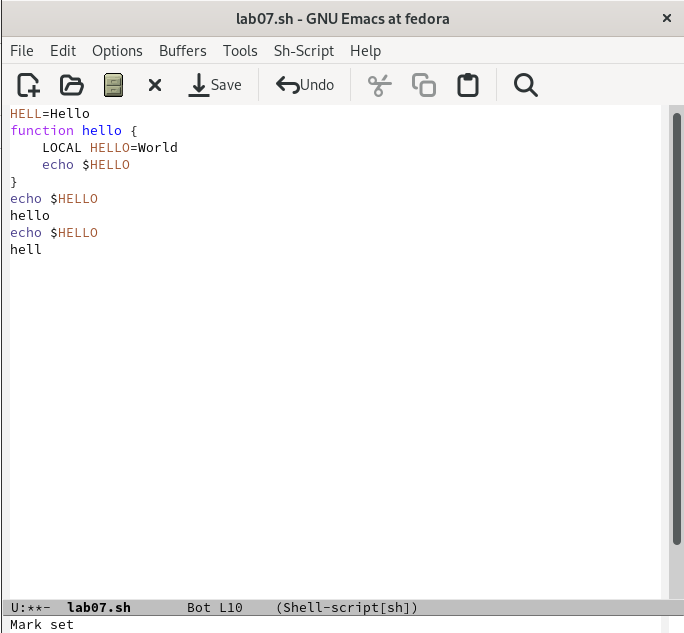 lab07.sh - GNU Emacs at fedora
File Edit Options Buffers Tools Sh-Script Help
Save Undo
HELL=Hello
function hello {
    LOCAL HELLO=World
    echo $HELLO
}
echo $HELLO
hello
echo $HELLO
hell
U:**-  lab07.sh       Bot L10    (Shell-script[sh])
Mark set